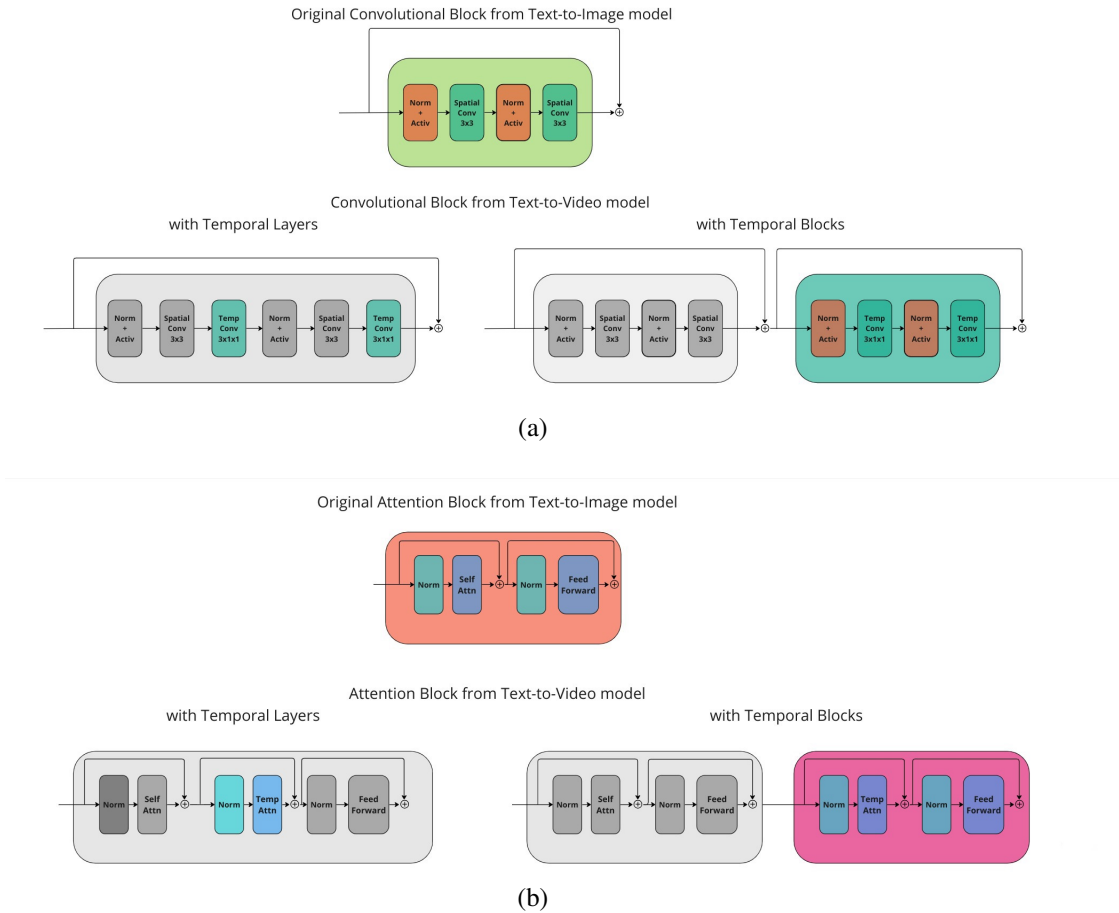 Original Convolutional Block from Text-to-Image model
Norm
+
Activ
Spatial
Conv
3x3
Norm
+
Activ
Spatial
Conv
3x3
Convolutional Block from Text-to-Video model
with Temporal Layers
with Temporal Blocks
Norm
+
Activ
Spatial
Conv
3x3
Temp
Conv
3x1x1
Norm
+
Activ
Spatial
Conv
3x3
Temp
Conv
3x1x1
Norm
+
Activ
Spatial
Conv
3x3
Norm
+
Activ
Spatial
Conv
3x3
Norm
+
Activ
Temp
Conv
3x1x1
Norm
+
Activ
Temp
Conv
3x1x1
(a)
Original Attention Block from Text-to-Image model
Norm
Self
Attn
Norm
Feed
Forward
Attention Block from Text-to-Video model
with Temporal Layers
with Temporal Blocks
Norm
Self
Attn
Norm
Temp
Attn
Norm
Feed
Forward
Norm
Self
Attn
Norm
Feed
Forward
Norm
Temp
Attn
Norm
Feed
Forward
(b)